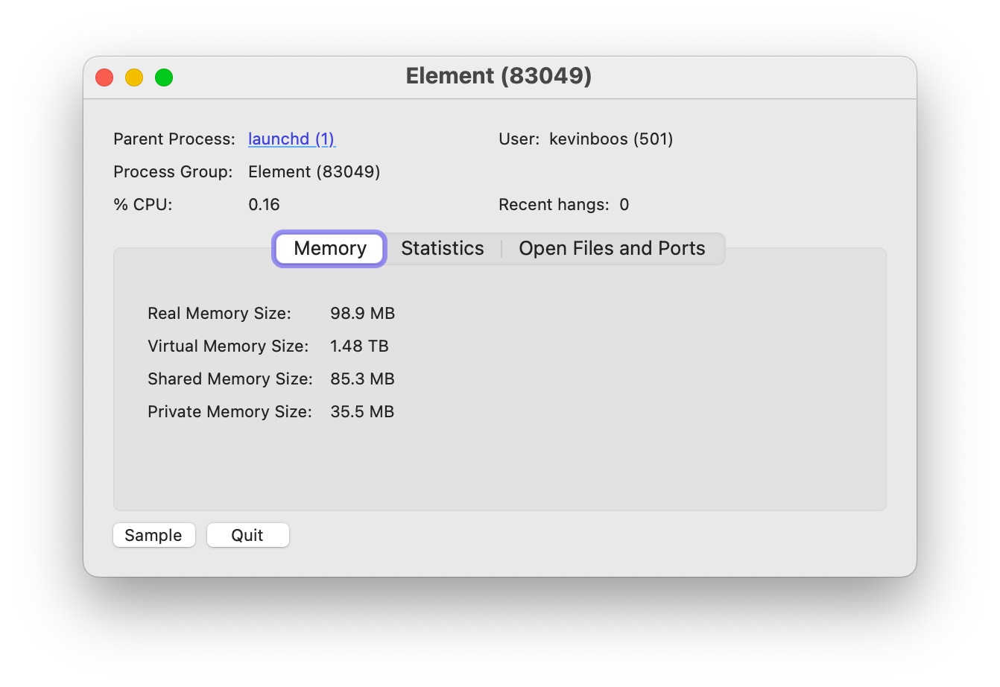 Element (83049)
Parent Process: launchd (1) User: kevinboos (501)
Process Group: Element (83049)
% CPU: 0.16 Recent hangs: 0
Memory Statistics Open Files and Ports
Real Memory Size: 98.9 MB
Virtual Memory Size: 1.48 TB
Shared Memory Size: 85.3 MB
Private Memory Size: 35.5 MB
Sample Quit